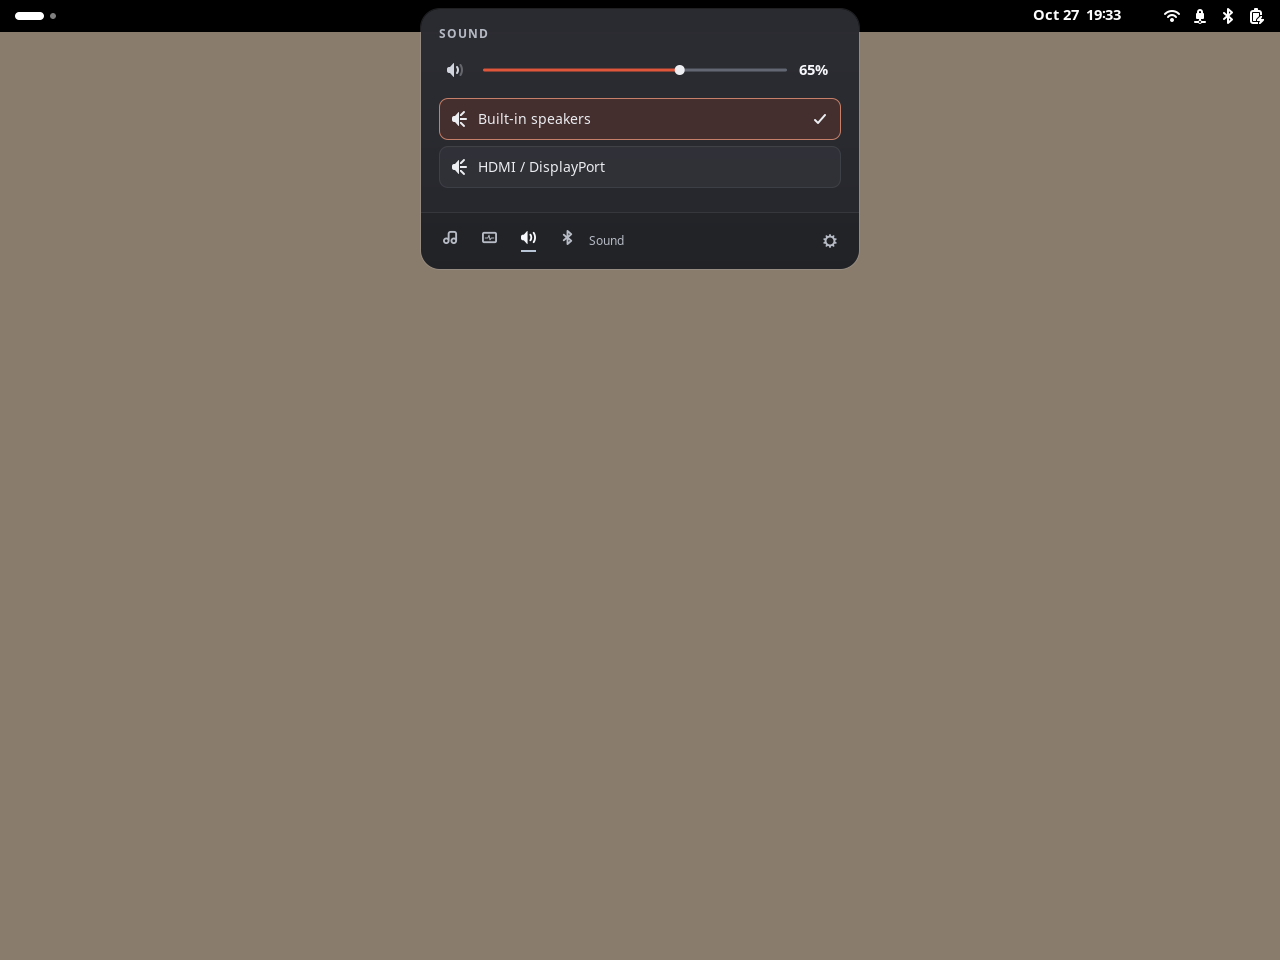 Oct 27 19:33
SOUND
65%
Built-in speakers
HDMI / DisplayPort
Sound